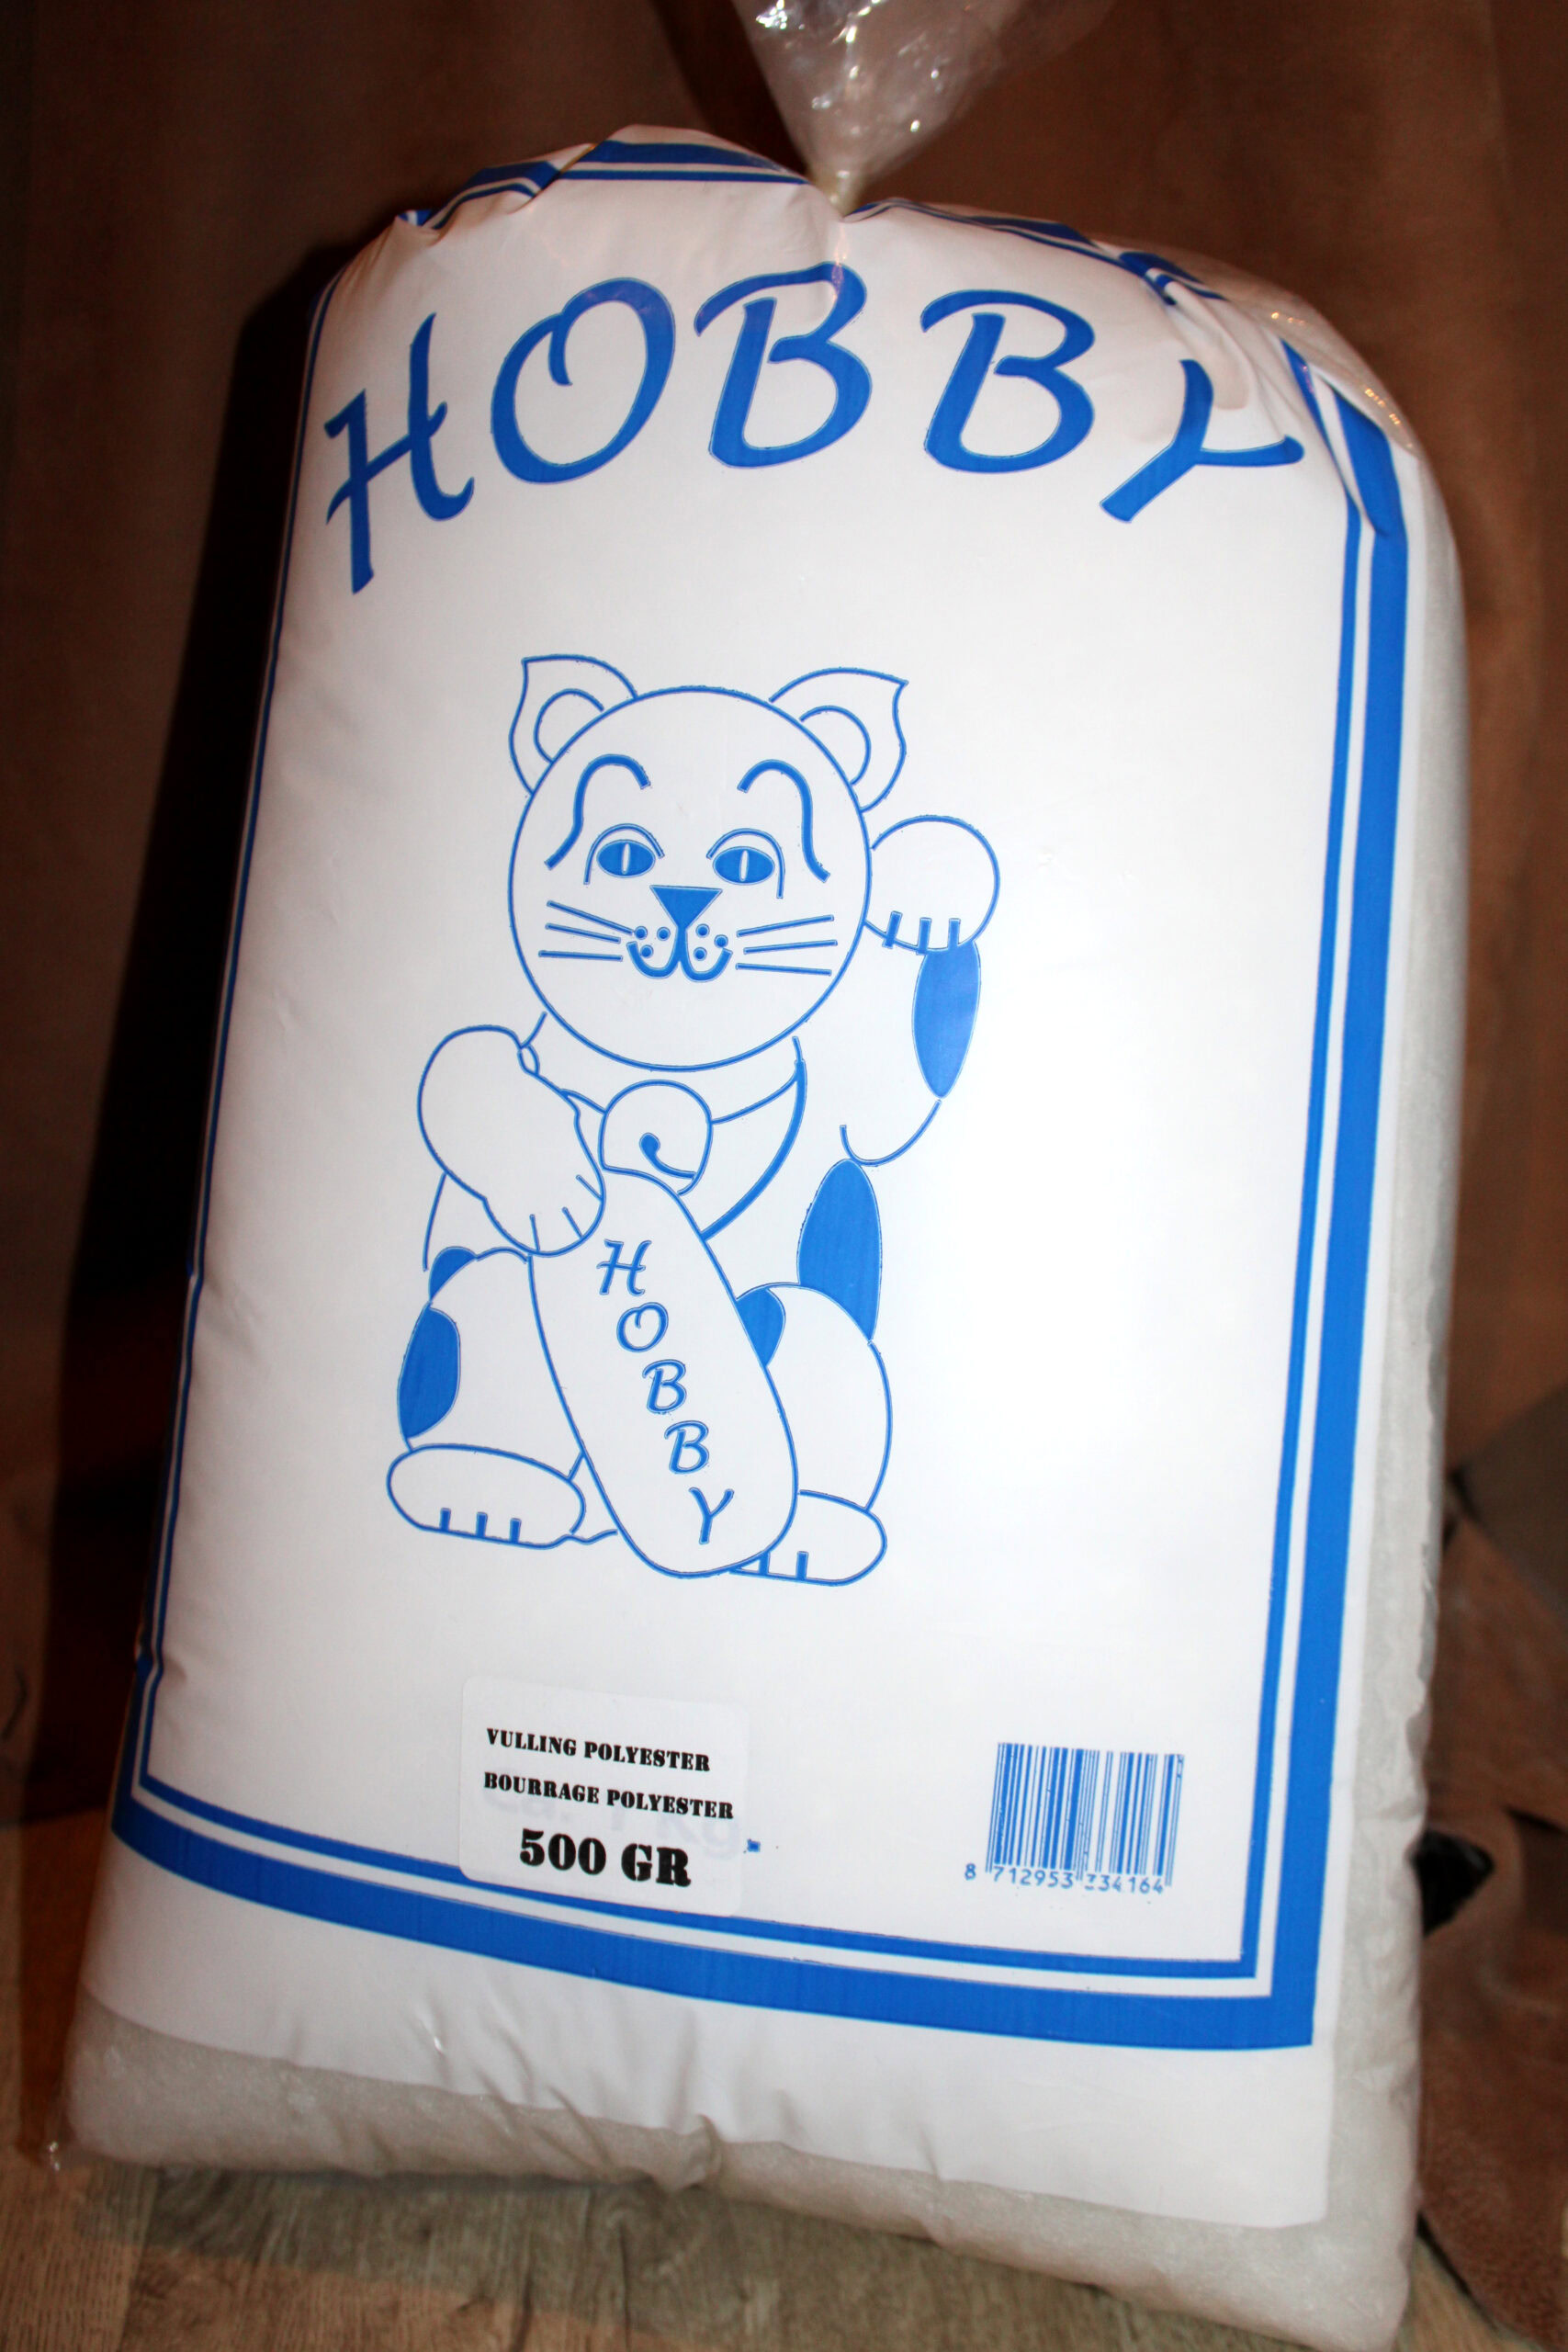 HOBBY
HOBBY
VULLING POLYESTER
BOURRAGE POLYESTER
500 GR
8 712953 334164